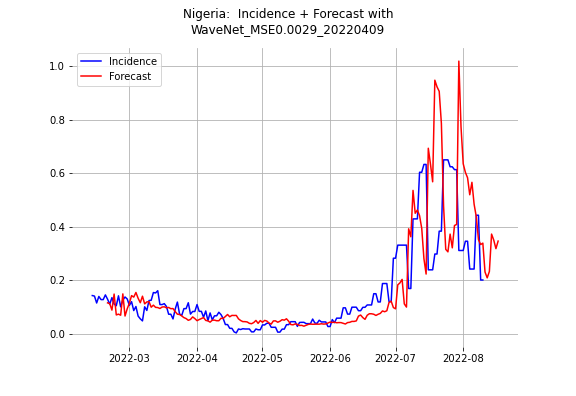 Nigeria:  Incidence + Forecast with
WaveNet_MSE0.0029_20220409
Incidence
Forecast
1.0
0.8
0.6
0.4
0.2
0.0
2022-03 2022-04 2022-05 2022-06 2022-07 2022-08